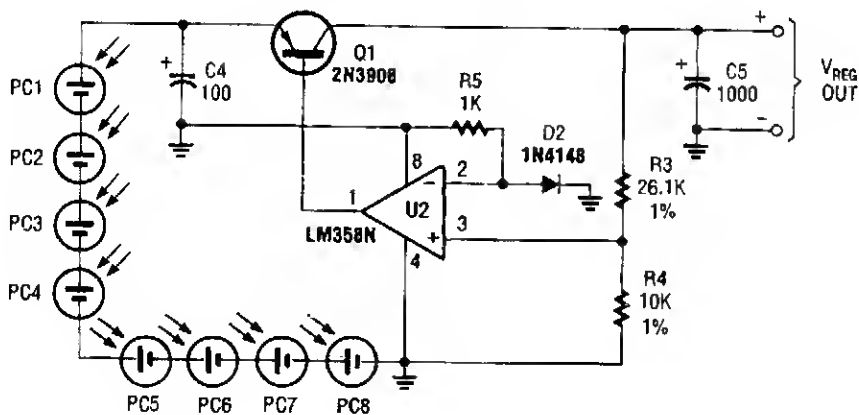 PC1
PC2
PC3
PC4
PC5
PC6
PC7
PC8
+
C4
100
Q1
2N3906
R5
1K
D2
1N4148
8
1
2
3
4
−
+
U2
LM358N
R3
26.1K
1%
R4
10K
1%
+
C5
1000
+
-
VREG
OUT